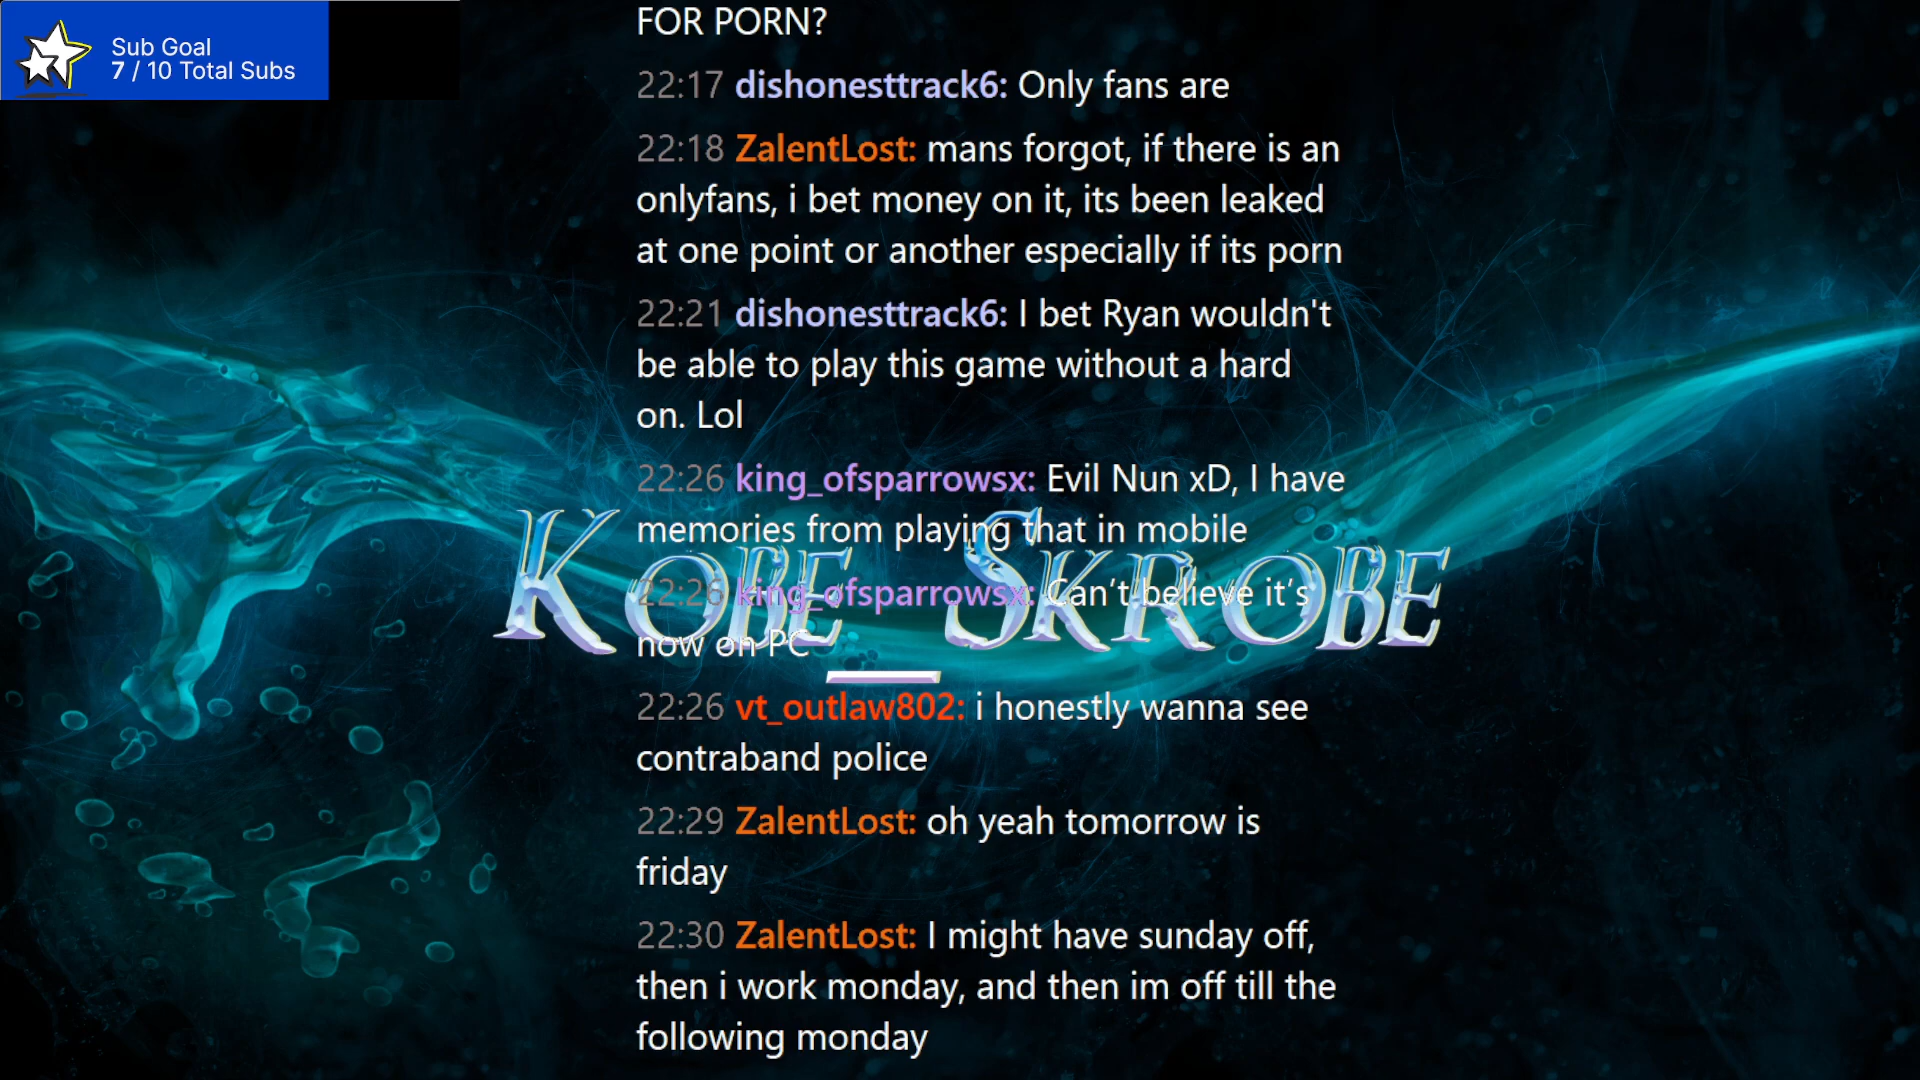 Sub Goal
7 / 10 Total Subs
FOR PORN?
22:17 dishonesttrack6: Only fans are
22:18 ZalentLost: mans forgot, if there is an
onlyfans, i bet money on it, its been leaked
at one point or another especially if its porn
22:21 dishonesttrack6: I bet Ryan wouldn't
be able to play this game without a hard
on. Lol
22:26 king_ofsparrowsx: Evil Nun xD, I have
memories from playing that in mobile
KOBE_SKROBE
22:26 king_ofsparrowsx: Can’t believe it’s
now on PC
22:26 vt_outlaw802: i honestly wanna see
contraband police
22:29 ZalentLost: oh yeah tomorrow is
friday
22:30 ZalentLost: I might have sunday off,
then i work monday, and then im off till the
following monday